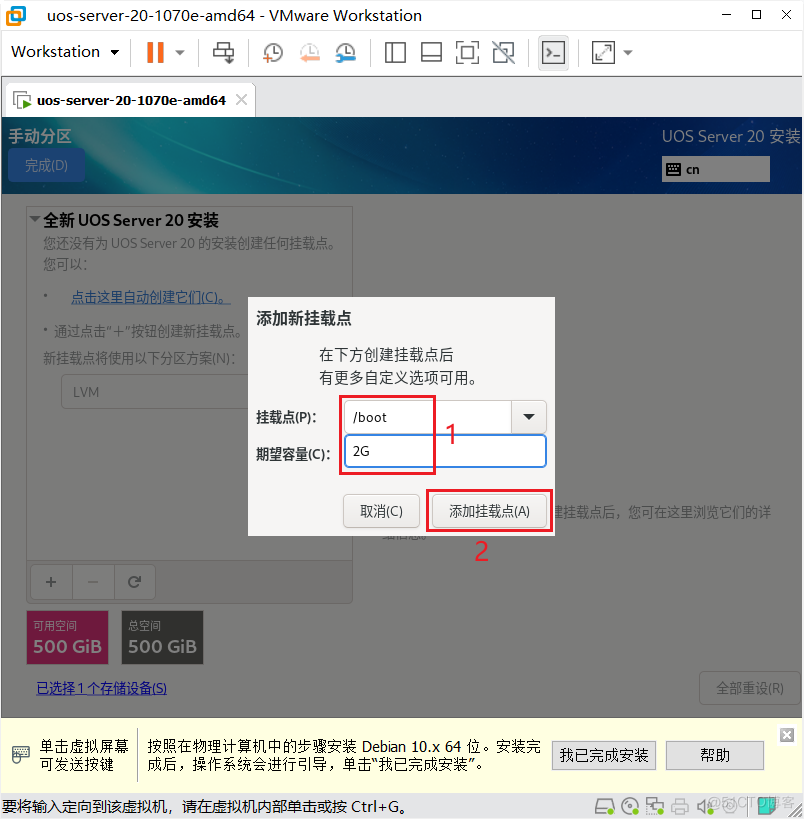 uos-server-20-1070e-amd64 - VMware Workstation
Workstation
uos-server-20-1070e-amd64
手动分区
UOS Server 20 安装
完成(D)
cn
全新 UOS Server 20 安装
您还没有为 UOS Server 20 的安装创建任何挂载点。
您可以：
• 点击这里自动创建它们(C)。
• 通过点击“＋”按钮创建新挂载点。
新挂载点将使用以下分区方案(N)：
LVM
添加新挂载点
在下方创建挂载点后
有更多自定义选项可用。
挂载点(P)：
/boot
1
期望容量(C)：
2G
取消(C)
添加挂载点(A)
2
建挂载点后，您可在这里浏览它们的详
细信息。
+ − 
可用空间
500 GiB
总空间
500 GiB
已选择 1 个存储设备(S)
全部重设(R)
单击虚拟屏幕
可发送按键
按照在物理计算机中的步骤安装 Debian 10.x 64 位。安装完
成后，操作系统会进行引导，单击“我已完成安装”。
我已完成安装
帮助
要将输入定向到该虚拟机，请在虚拟机内部单击或按 Ctrl+G。
@51CTO博客